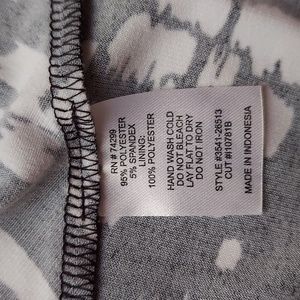 RN # 74299
95% POLYESTER
5% SPANDEX
LINING:
100% POLYESTER
HAND WASH COLD
DO NOT BLEACH
LAY FLAT TO DRY
DO NOT IRON
STYLE #3541-26513
CUT #I10781B
MADE IN INDONESIA